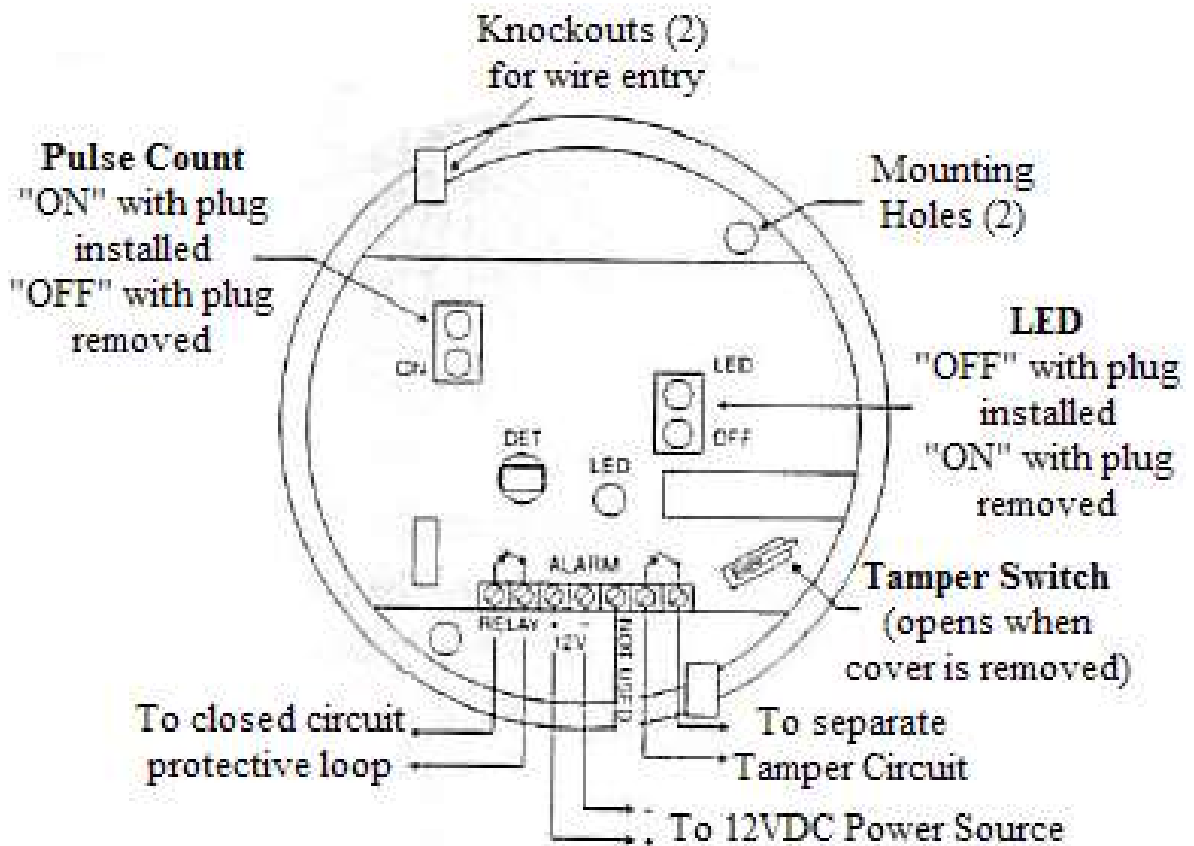 Knockouts (2)
for wire entry
Pulse Count
"ON" with plug
installed
"OFF" with plug
removed
Mounting
Holes (2)
LED
"OFF" with plug
installed
"ON" with plug
removed
ON
LED
OFF
DET
LED
ALARM
RELAY
+ -
12V
NOT USED
Tamper Switch
(opens when
cover is removed)
To closed circuit
protective loop
To separate
Tamper Circuit
-
To 12VDC Power Source
+